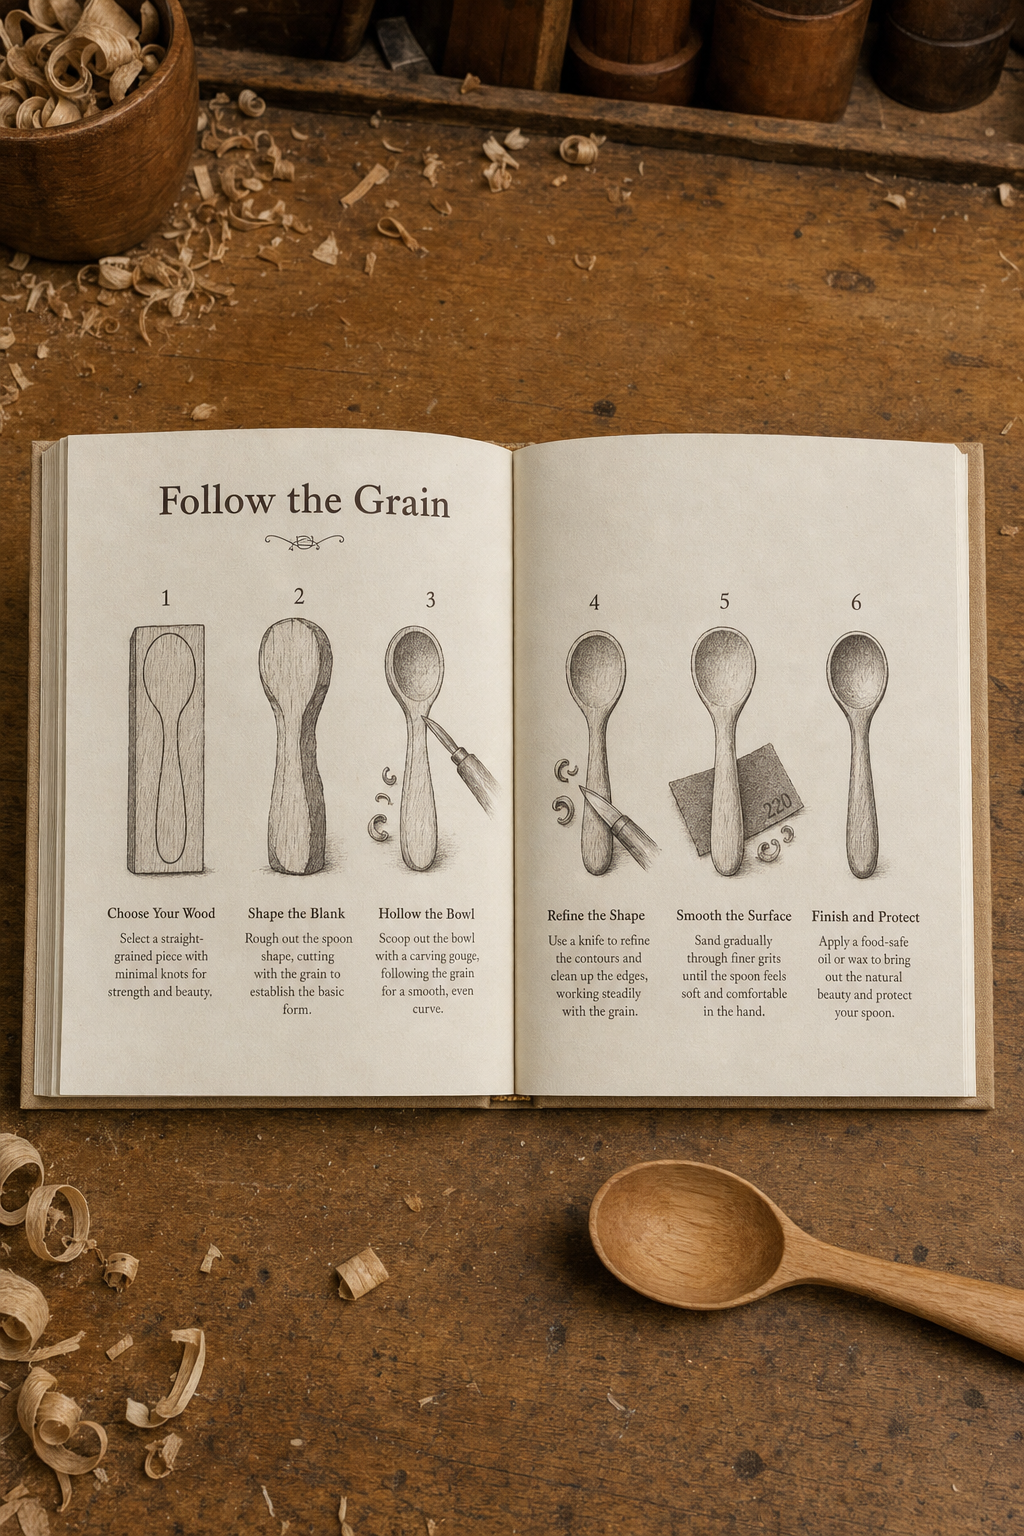 Follow the Grain
1
2
3
Choose Your Wood
Select a straight-
grained piece with
minimal knots for
strength and beauty.
Shape the Blank
Rough out the spoon
shape, cutting
with the grain to
establish the basic
form.
Hollow the Bowl
Scoop out the bowl
with a carving gouge,
following the grain
for a smooth, even
curve.
4
5
6
220
Refine the Shape
Use a knife to refine
the contours and
clean up the edges,
working steadily
with the grain.
Smooth the Surface
Sand gradually
through finer grits
until the spoon feels
soft and comfortable
in the hand.
Finish and Protect
Apply a food-safe
oil or wax to bring
out the natural
beauty and protect
your spoon.